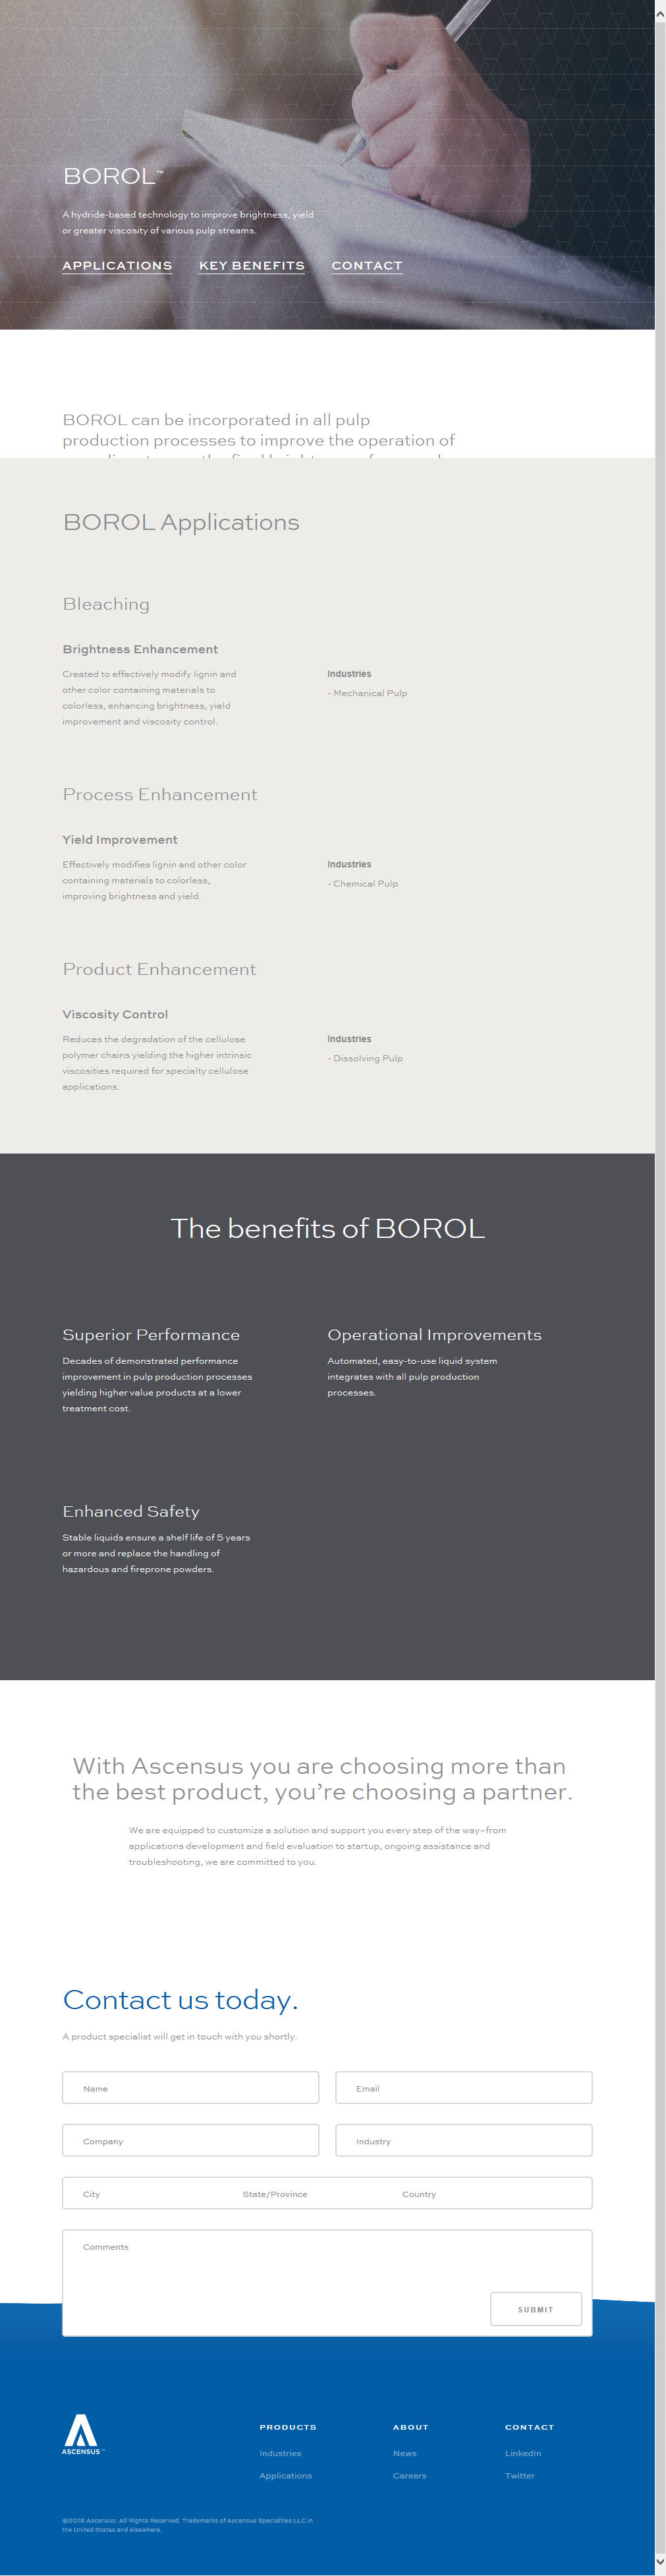 BOROL™
A hydride-based technology to improve brightness, yield
or greater viscosity of various pulp streams.
APPLICATIONS KEY BENEFITS CONTACT
BOROL can be incorporated in all pulp
production processes to improve the operation of
BOROL Applications
Bleaching
Brightness Enhancement
Created to effectively modify lignin and
other color containing materials to
colorless, enhancing brightness, yield
improvement and viscosity control.
Industries
- Mechanical Pulp
Process Enhancement
Yield Improvement
Effectively modifies lignin and other color
containing materials to colorless,
improving brightness and yield.
Industries
- Chemical Pulp
Product Enhancement
Viscosity Control
Reduces the degradation of the cellulose
polymer chains yielding the higher intrinsic
viscosities required for specialty cellulose
applications.
Industries
- Dissolving Pulp
The benefits of BOROL
Superior Performance
Decades of demonstrated performance
improvement in pulp production processes
yielding higher value products at a lower
treatment cost.
Operational Improvements
Automated, easy-to-use liquid system
integrates with all pulp production
processes.
Enhanced Safety
Stable liquids ensure a shelf life of 5 years
or more and replace the handling of
hazardous and fireprone powders.
With Ascensus you are choosing more than
the best product, you’re choosing a partner.
We are equipped to customize a solution and support you every step of the way–from
applications development and field evaluation to startup, ongoing assistance and
troubleshooting, we are committed to you.
Contact us today.
A product specialist will get in touch with you shortly.
Name Email
Company Industry
City State/Province Country
Comments
SUBMIT
ASCENSUS™
PRODUCTS
Industries
Applications
ABOUT
News
Careers
CONTACT
LinkedIn
Twitter
©2018 Ascensus. All Rights Reserved. Trademarks of Ascensus Specialties LLC in
the United States and elsewhere.